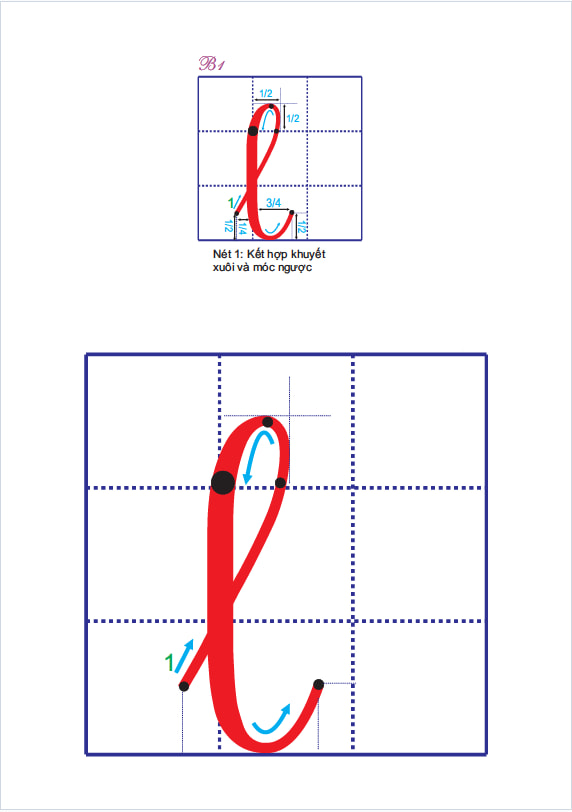 B1
1/2
1/2
1
3/4
1/2
1/4
1/2
Nét 1: Kết hợp khuyết
xuôi và móc ngược
l
1